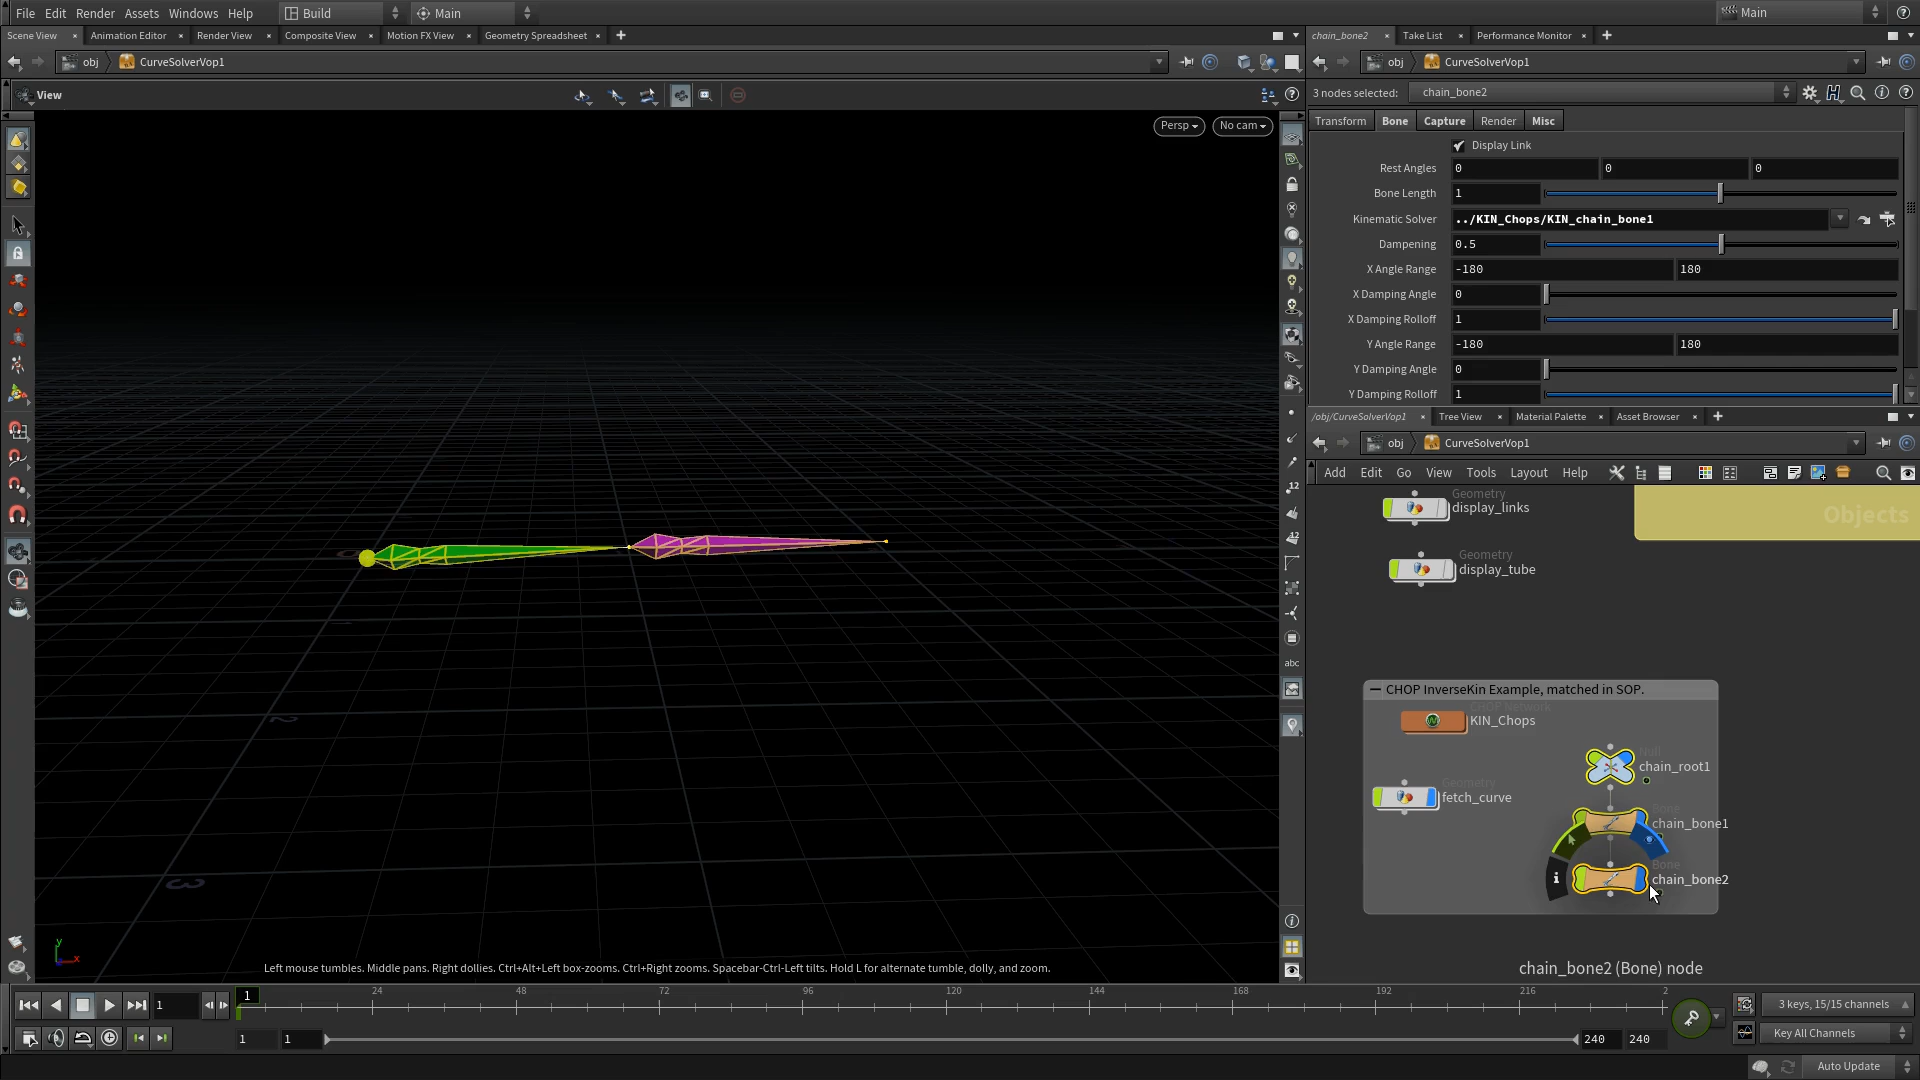 File Edit Render Assets Windows Help Build Main Main
Scene View × Animation Editor × Render View × Composite View × Motion FX View × Geometry Spreadsheet ×
obj CurveSolverVop1
View
Persp No cam
Left mouse tumbles. Middle pans. Right dollies. Ctrl+Alt+Left box-zooms. Ctrl+Right zooms. Spacebar-Ctrl-Left tilts. Hold L for alternate tumble, dolly, and zoom.
12
12
abc
y
x
2
3
chain_bone2 × Take List × Performance Monitor ×
obj CurveSolverVop1
3 nodes selected: chain_bone2
Transform Bone Capture Render Misc
Display Link
Rest Angles 0 0 0
Bone Length 1
Kinematic Solver ../KIN_Chops/KIN_chain_bone1
Dampening 0.5
X Angle Range -180 180
X Damping Angle 0
X Damping Rolloff 1
Y Angle Range -180 180
Y Damping Angle 0
Y Damping Rolloff 1
/obj/CurveSolverVop1 × Tree View × Material Palette × Asset Browser ×
obj CurveSolverVop1
Add Edit Go View Tools Layout Help
Geometry
display_links
Objects
Geometry
display_tube
CHOP InverseKin Example, matched in SOP.
CHOP Network
KIN_Chops
Null
chain_root1
Geometry
fetch_curve
Bone
chain_bone1
Bone
chain_bone2
chain_bone2 (Bone) node
1 1 24 48 72 96 120 144 168 192 216 2
3 keys, 15/15 channels
1 1 240 240 Key All Channels
Auto Update